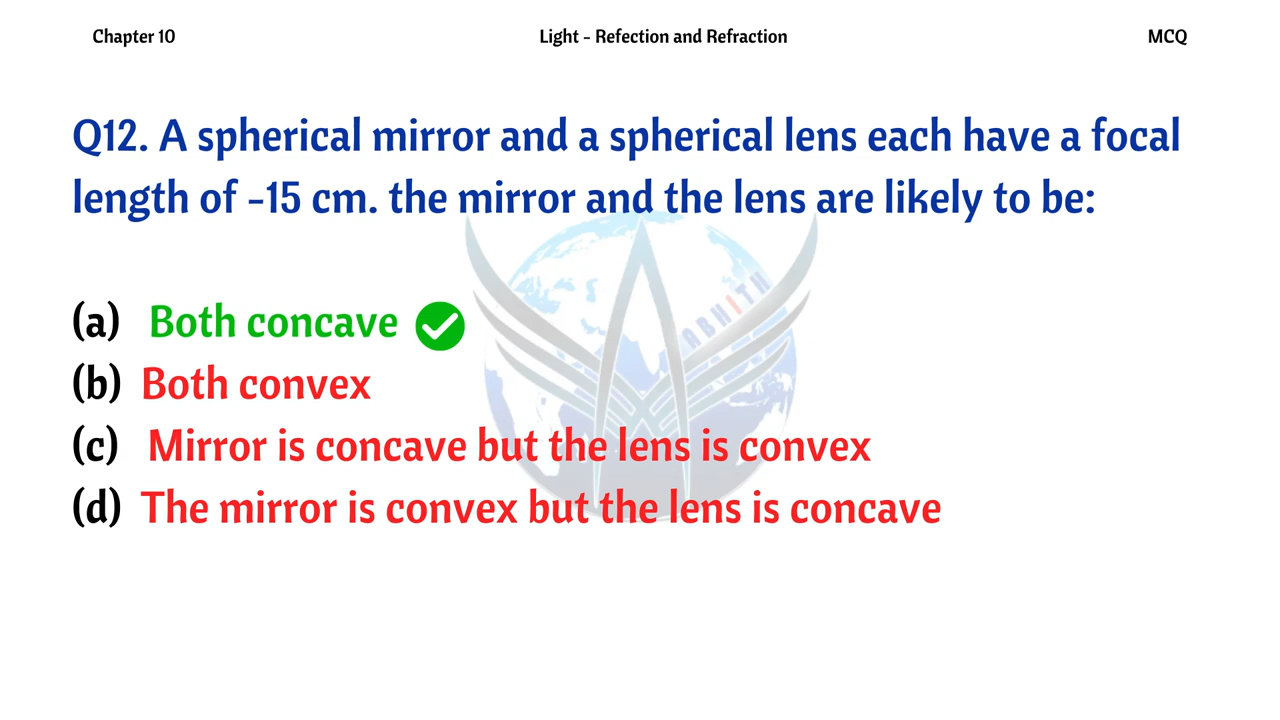 Chapter 10 Light - Refection and Refraction MCQ
Q12. A spherical mirror and a spherical lens each have a focal
length of -15 cm. the mirror and the lens are likely to be:
ABHITH
(a) Both concave
(b) Both convex
(c) Mirror is concave but the lens is convex
(d) The mirror is convex but the lens is concave